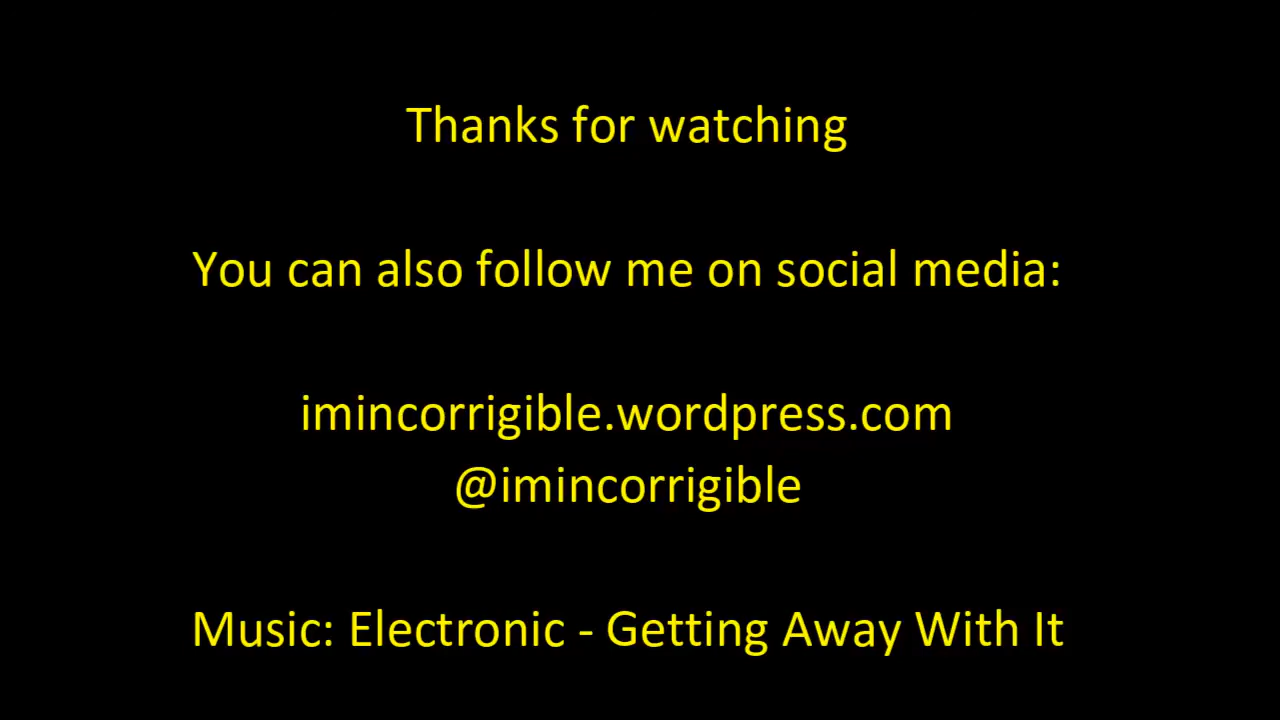 Thanks for watching
You can also follow me on social media:
imincorrigible.wordpress.com
@imincorrigible
Music: Electronic - Getting Away With It